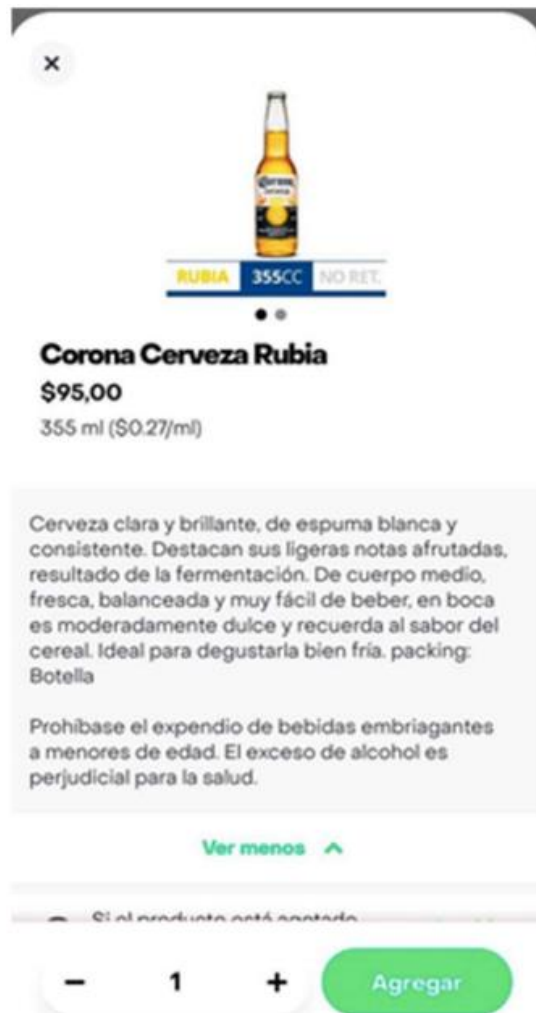 Corona
RUBIA 355CC NO RET.
Corona Cerveza Rubia
$95,00
355 ml ($0.27/ml)
Cerveza clara y brillante, de espuma blanca y
consistente. Destacan sus ligeras notas afrutadas,
resultado de la fermentación. De cuerpo medio,
fresca, balanceada y muy fácil de beber, en boca
es moderadamente dulce y recuerda al sabor del
cereal. Ideal para degustarla bien fría. packing:
Botella
Prohíbase el expendio de bebidas embriagantes
a menores de edad. El exceso de alcohol es
perjudicial para la salud.
Ver menos
Si el producto está agotado
1
Agregar